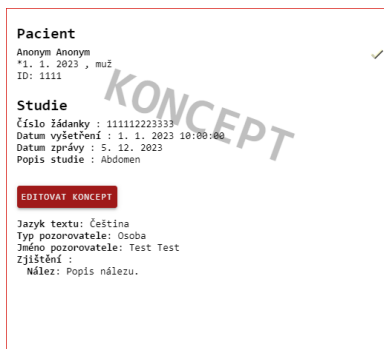 Pacient
Anonym Anonym
*1. 1. 2023 , muž
ID: 1111
KONCEPT
Studie
Číslo žádanky : 111112223333
Datum vyšetření : 1. 1. 2023 10:00:00
Datum zprávy : 5. 12. 2023
Popis studie : Abdomen
EDITOVAT KONCEPT
Jazyk textu: Čeština
Typ pozorovatele: Osoba
Jméno pozorovatele: Test Test
Zjištění :
Nález: Popis nálezu.